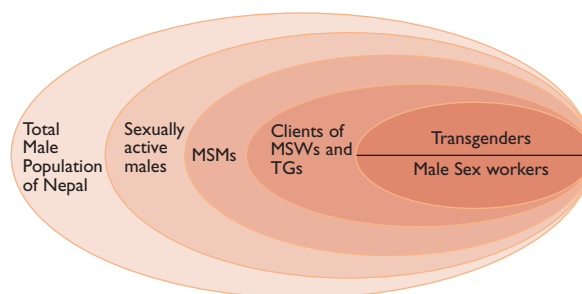 Total
Male
Population
of Nepal
Sexually
active
males
MSMs
Clients of
MSWs and
TGs
Transgenders
Male Sex workers